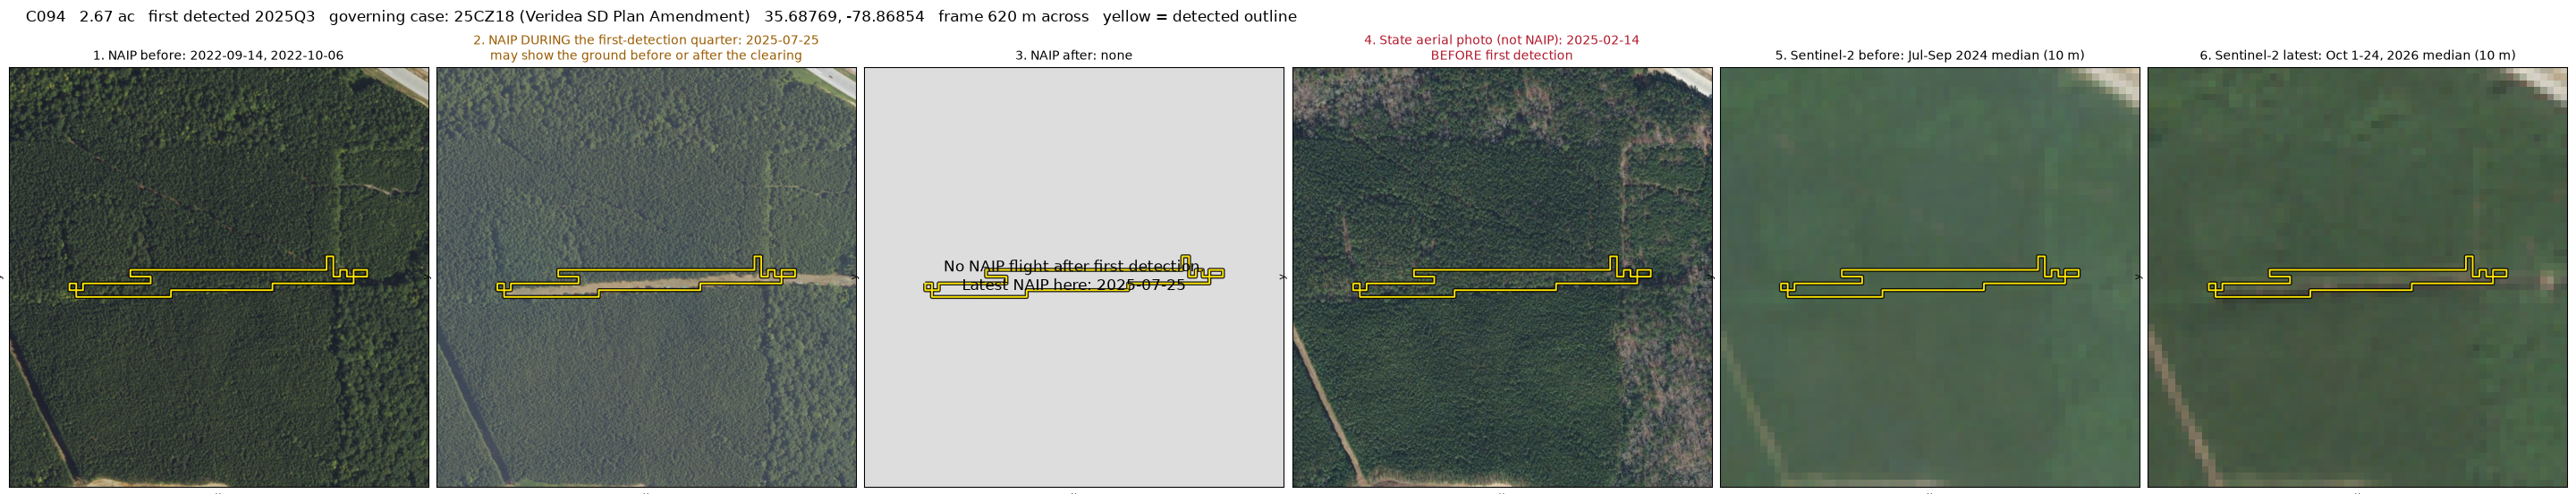 C094   2.67 ac   first detected 2025Q3   governing case: 25CZ18 (Veridea SD Plan Amendment)   35.68769, -78.86854   frame 620 m across   yellow = detected outline
1. NAIP before: 2022-09-14, 2022-10-06
2. NAIP DURING the first-detection quarter: 2025-07-25
may show the ground before or after the clearing
3. NAIP after: none
4. State aerial photo (not NAIP): 2025-02-14
BEFORE first detection
5. Sentinel-2 before: Jul-Sep 2024 median (10 m)
6. Sentinel-2 latest: Oct 1-24, 2026 median (10 m)
No NAIP flight after first detection.
Latest NAIP here: 2025-07-25